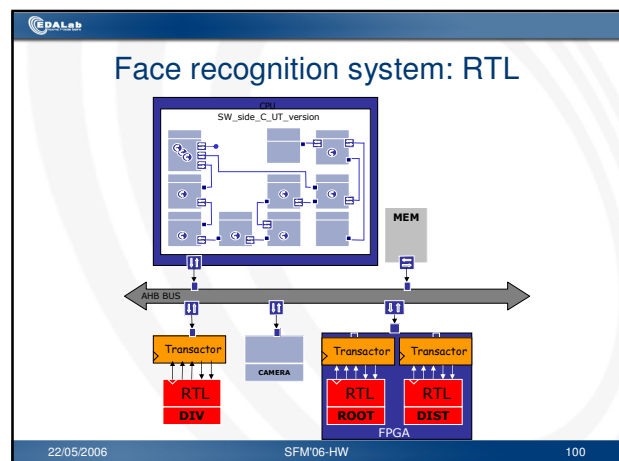 EDALab
Face recognition system: RTL
CPU
SW_side_C_UT_version
MEM
AHB BUS
Transactor
CAMERA
Transactor
Transactor
RTL
DIV
RTL
ROOT
RTL
DIST
FPGA
22/05/2006
SFM'06-HW
100